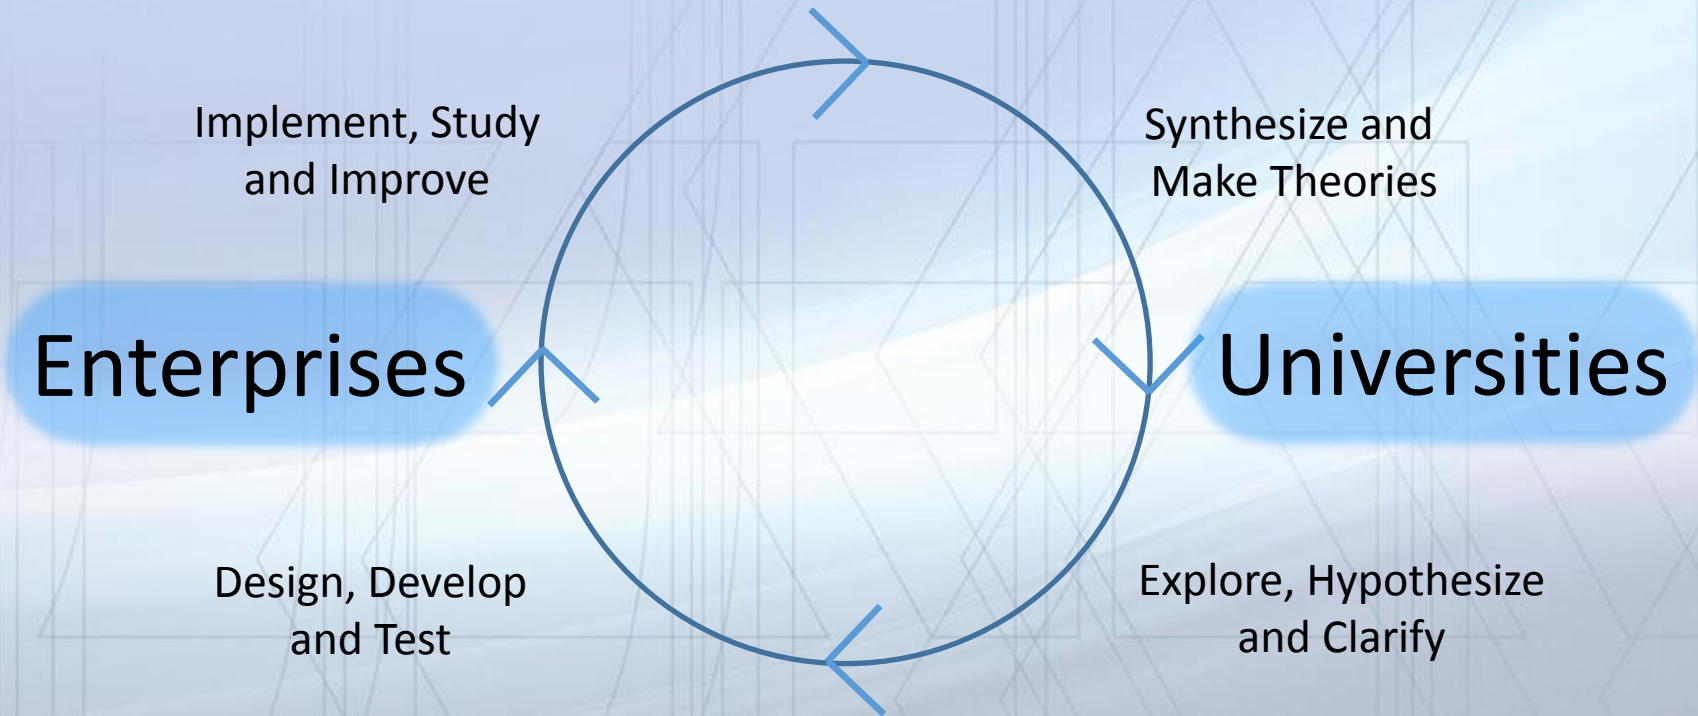 Implement, Study
and Improve
Synthesize and
Make Theories
Enterprises
Universities
Design, Develop
and Test
Explore, Hypothesize
and Clarify